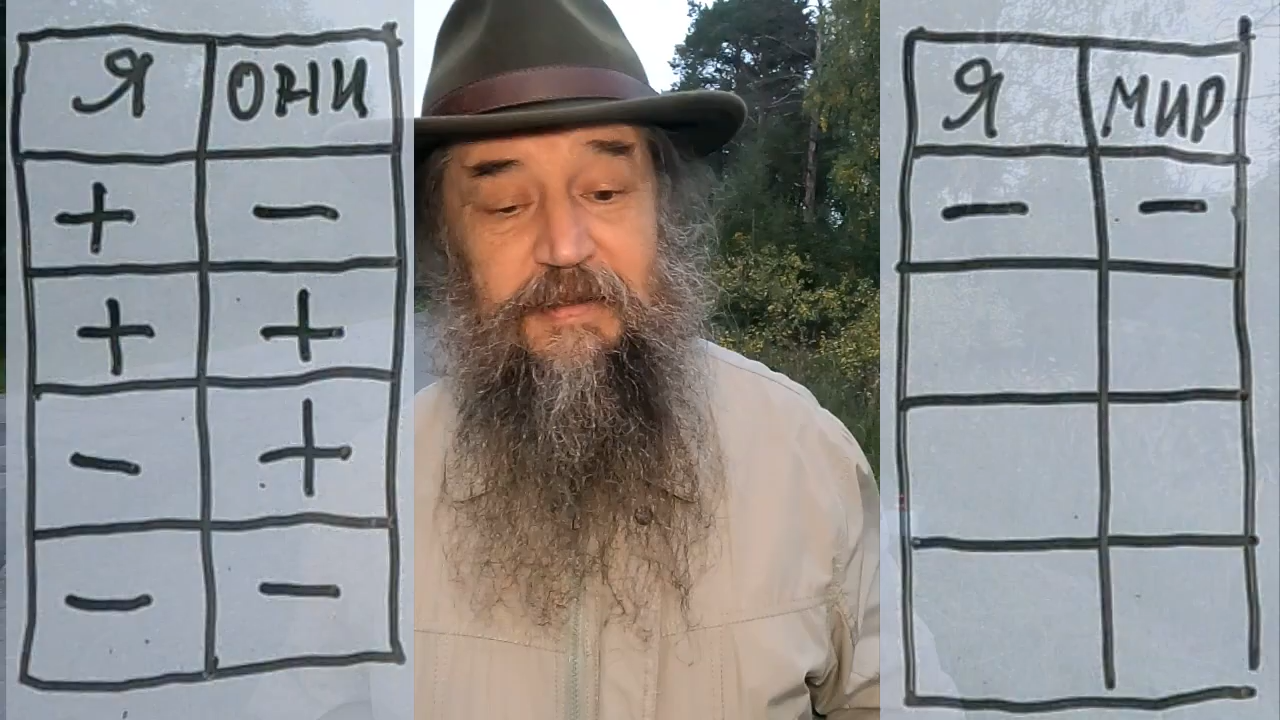 Я ОНИ
+ −
+ +
− +
− −
Я МИР
− −